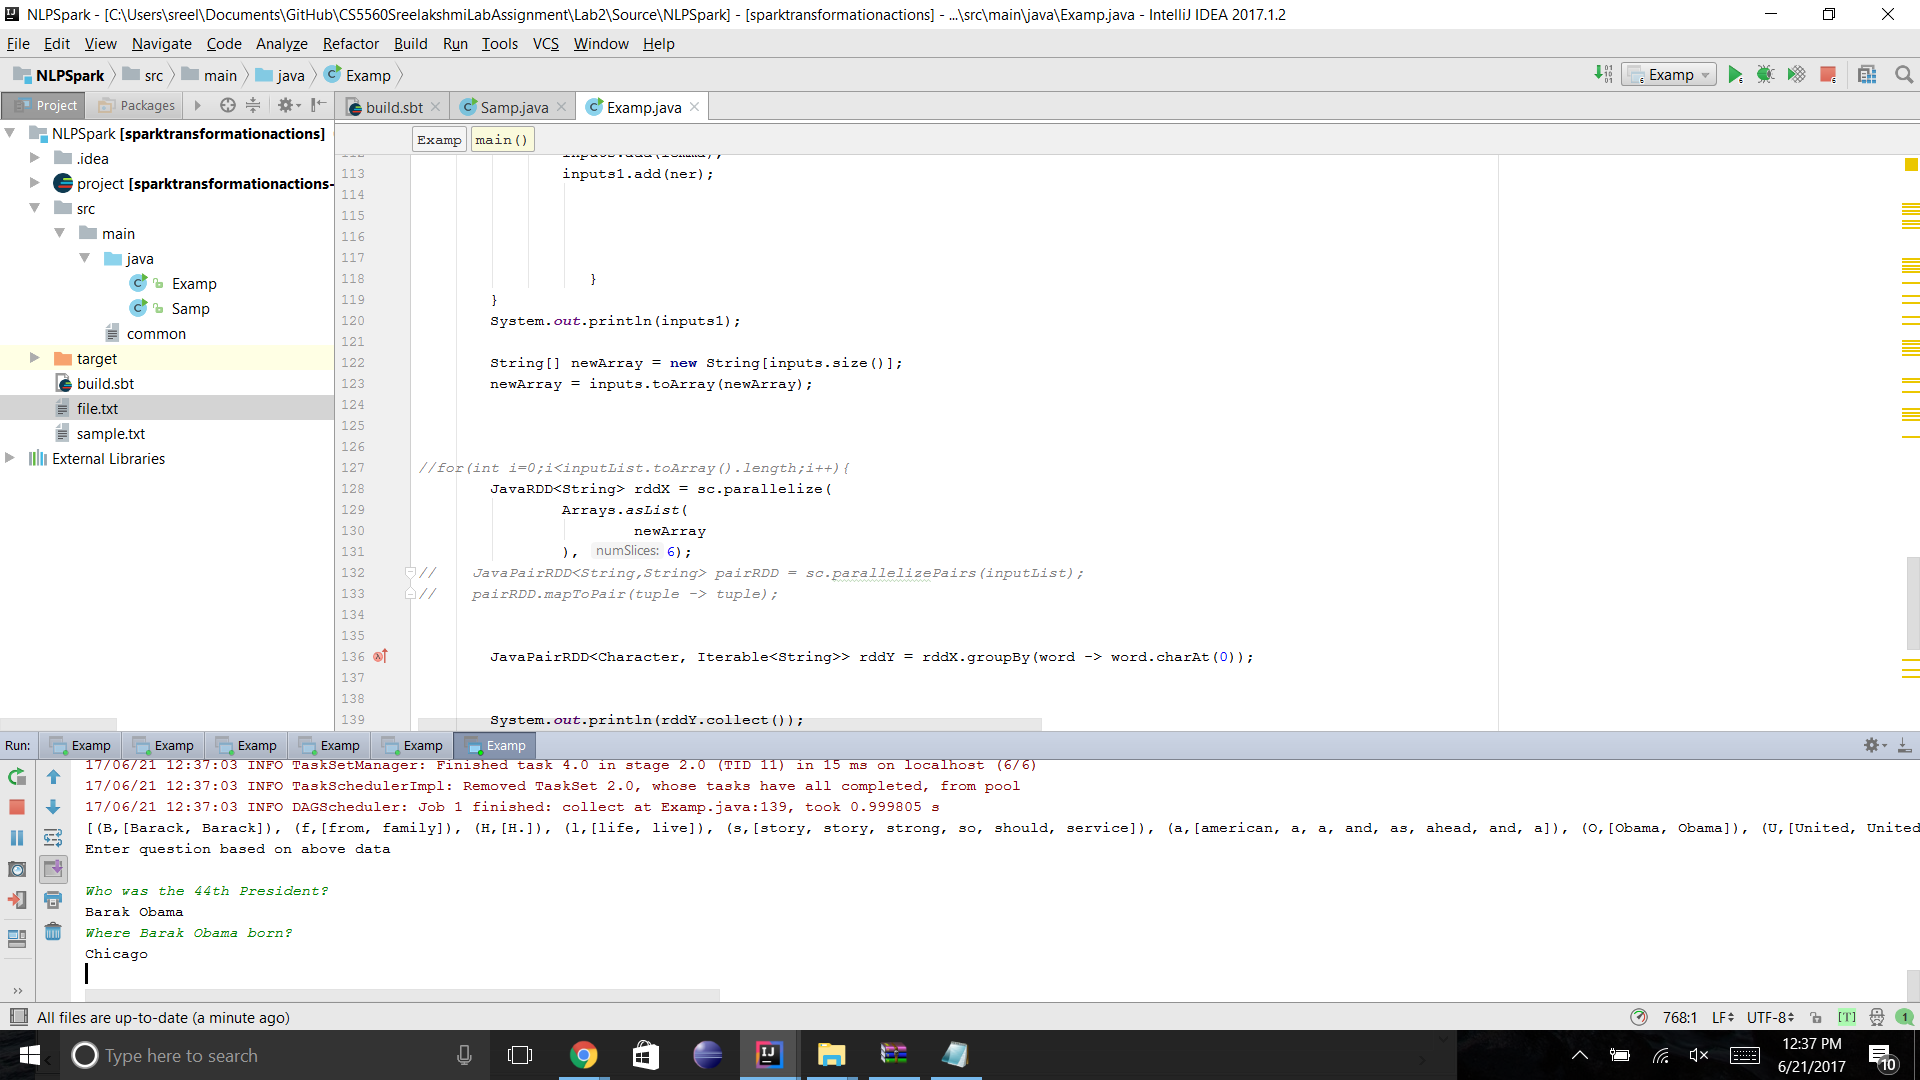 NLPSpark - [C:\Users\sreel\Documents\GitHub\CS5560SreelakshmiLabAssignment\Lab2\Source\NLPSpark] - [sparktransformationactions] - ...\src\main\java\Examp.java - IntelliJ IDEA 2017.1.2
File Edit View Navigate Code Analyze Refactor Build Run Tools VCS Window Help
NLPSpark src main java Examp Examp
Project Packages build.sbt Samp.java Examp.java
NLPSpark [sparktransformationactions]
.idea
project [sparktransformationactions-
src
main
java
Examp
Samp
common
target
build.sbt
file.txt
sample.txt
External Libraries
Examp main()
112 inputs.add(lemma);
113 inputs1.add(ner);
114
115
116
117
118 }
119 }
120 System.out.println(inputs1);
121
122 String[] newArray = new String[inputs.size()];
123 newArray = inputs.toArray(newArray);
124
125
126
127 //for(int i=0;i<inputList.toArray().length;i++){
128 JavaRDD<String> rddX = sc.parallelize(
129 Arrays.asList(
130 newArray
131 ), numSlices: 6);
132 // JavaPairRDD<String,String> pairRDD = sc.parallelizePairs(inputList);
133 // pairRDD.mapToPair(tuple -> tuple);
134
135
136 JavaPairRDD<Character, Iterable<String>> rddY = rddX.groupBy(word -> word.charAt(0));
137
138
139 System.out.println(rddY.collect());
Run: Examp Examp Examp Examp Examp Examp
17/06/21 12:37:03 INFO TaskSetManager: Finished task 4.0 in stage 2.0 (TID 11) in 15 ms on localhost (6/6)
17/06/21 12:37:03 INFO TaskSchedulerImpl: Removed TaskSet 2.0, whose tasks have all completed, from pool
17/06/21 12:37:03 INFO DAGScheduler: Job 1 finished: collect at Examp.java:139, took 0.999805 s
[(B,[Barack, Barack]), (f,[from, family]), (H,[H.]), (l,[life, live]), (s,[story, story, strong, so, should, service]), (a,[american, a, a, and, as, ahead, and, a]), (O,[Obama, Obama]), (U,[United, United
Enter question based on above data
Who was the 44th President?
Barak Obama
Where Barak Obama born?
Chicago
All files are up-to-date (a minute ago) 768:1 LF UTF-8 [T] 1
Type here to search
12:37 PM
6/21/2017
10